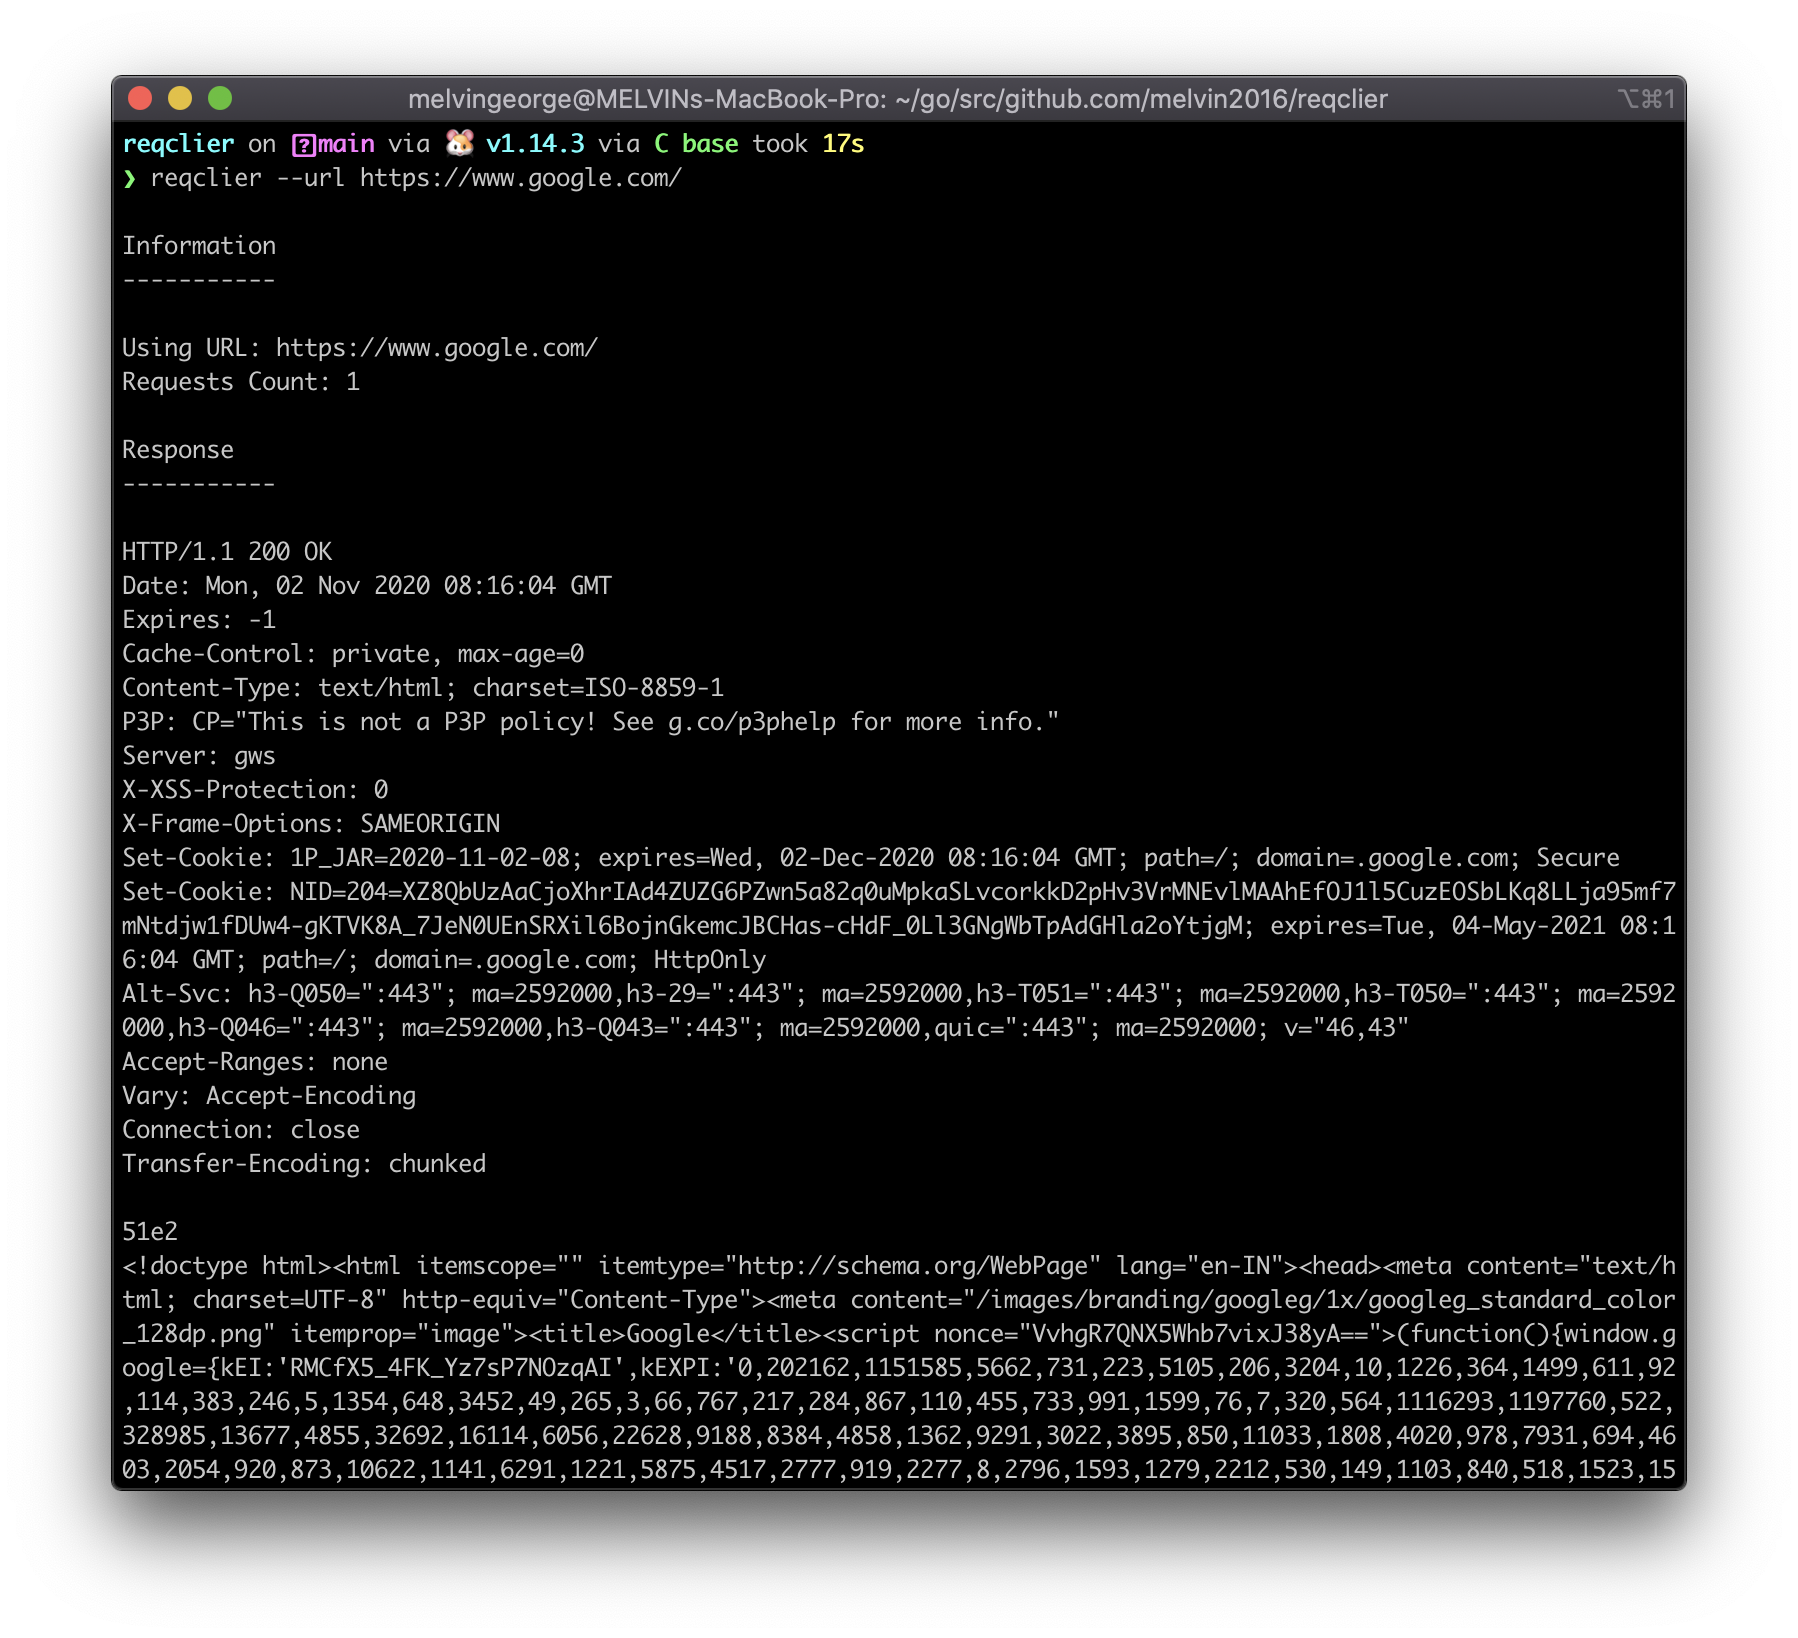 melvingeorge@MELVINs-MacBook-Pro: ~/go/src/github.com/melvin2016/reqclier ⌥⌘1
reqclier on ?main via 🐹 v1.14.3 via C base took 17s
❯ reqclier --url https://www.google.com/
Information
-----------
Using URL: https://www.google.com/
Requests Count: 1
Response
-----------
HTTP/1.1 200 OK
Date: Mon, 02 Nov 2020 08:16:04 GMT
Expires: -1
Cache-Control: private, max-age=0
Content-Type: text/html; charset=ISO-8859-1
P3P: CP="This is not a P3P policy! See g.co/p3phelp for more info."
Server: gws
X-XSS-Protection: 0
X-Frame-Options: SAMEORIGIN
Set-Cookie: 1P_JAR=2020-11-02-08; expires=Wed, 02-Dec-2020 08:16:04 GMT; path=/; domain=.google.com; Secure
Set-Cookie: NID=204=XZ8QbUzAaCjoXhrIAd4ZUZG6PZwn5a82q0uMpkaSLvcorkkD2pHv3VrMNEvlMAAhEfOJ1l5CuzEOSbLKq8LLja95mf7
mNtdjw1fDUw4-gKTVK8A_7JeN0UEnSRXil6BojnGkemcJBCHas-cHdF_0Ll3GNgWbTpAdGHla2oYtjgM; expires=Tue, 04-May-2021 08:1
6:04 GMT; path=/; domain=.google.com; HttpOnly
Alt-Svc: h3-Q050=":443"; ma=2592000,h3-29=":443"; ma=2592000,h3-T051=":443"; ma=2592000,h3-T050=":443"; ma=2592
000,h3-Q046=":443"; ma=2592000,h3-Q043=":443"; ma=2592000,quic=":443"; ma=2592000; v="46,43"
Accept-Ranges: none
Vary: Accept-Encoding
Connection: close
Transfer-Encoding: chunked
51e2
<!doctype html><html itemscope="" itemtype="http://schema.org/WebPage" lang="en-IN"><head><meta content="text/h
tml; charset=UTF-8" http-equiv="Content-Type"><meta content="/images/branding/googleg/1x/googleg_standard_color
_128dp.png" itemprop="image"><title>Google</title><script nonce="VvhgR7QNX5Whb7vixJ38yA==">(function(){window.g
oogle={kEI:'RMCfX5_4FK_Yz7sP7NOzqAI',kEXPI:'0,202162,1151585,5662,731,223,5105,206,3204,10,1226,364,1499,611,92
,114,383,246,5,1354,648,3452,49,265,3,66,767,217,284,867,110,455,733,991,1599,76,7,320,564,1116293,1197760,522,
328985,13677,4855,32692,16114,6056,22628,9188,8384,4858,1362,9291,3022,3895,850,11033,1808,4020,978,7931,694,46
03,2054,920,873,10622,1141,6291,1221,5875,4517,2777,919,2277,8,2796,1593,1279,2212,530,149,1103,840,518,1523,15